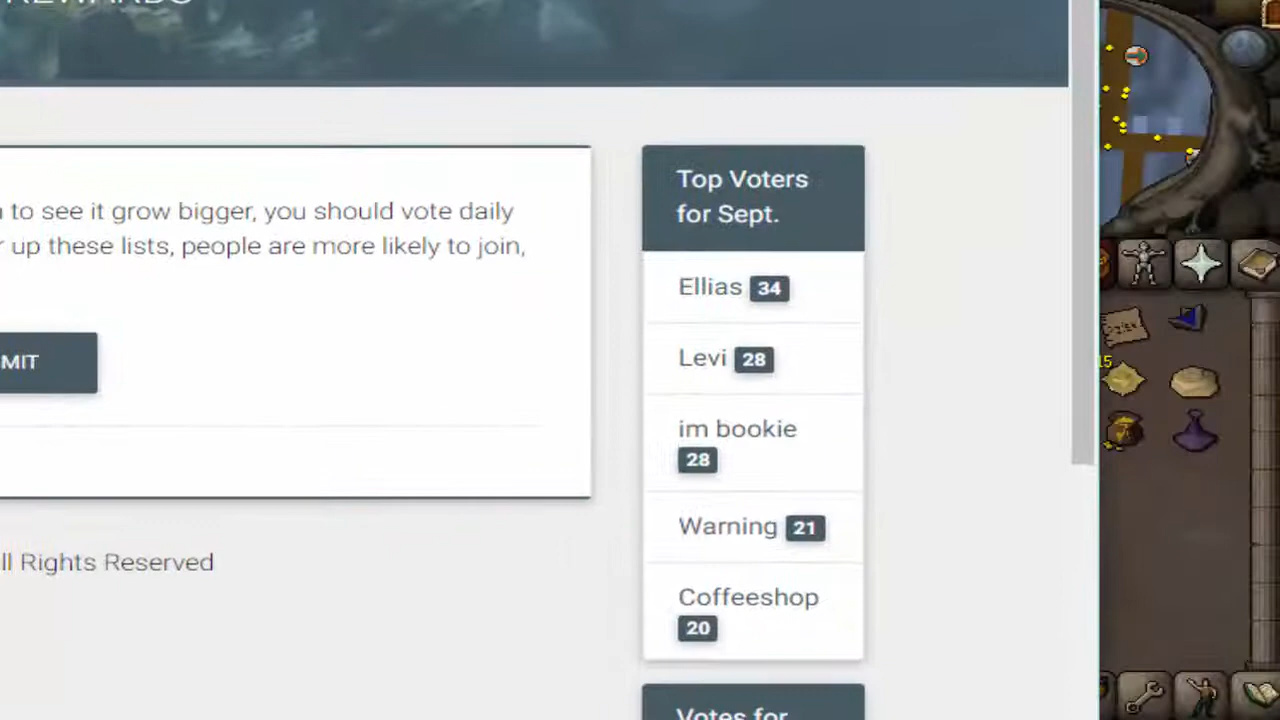 REWARDS
to see it grow bigger, you should vote daily
up these lists, people are more likely to join,
MIT
ll Rights Reserved
Top Voters
for Sept.
Ellias 34
Levi 28
im bookie
28
Warning 21
Coffeeshop
20
Votes for
15